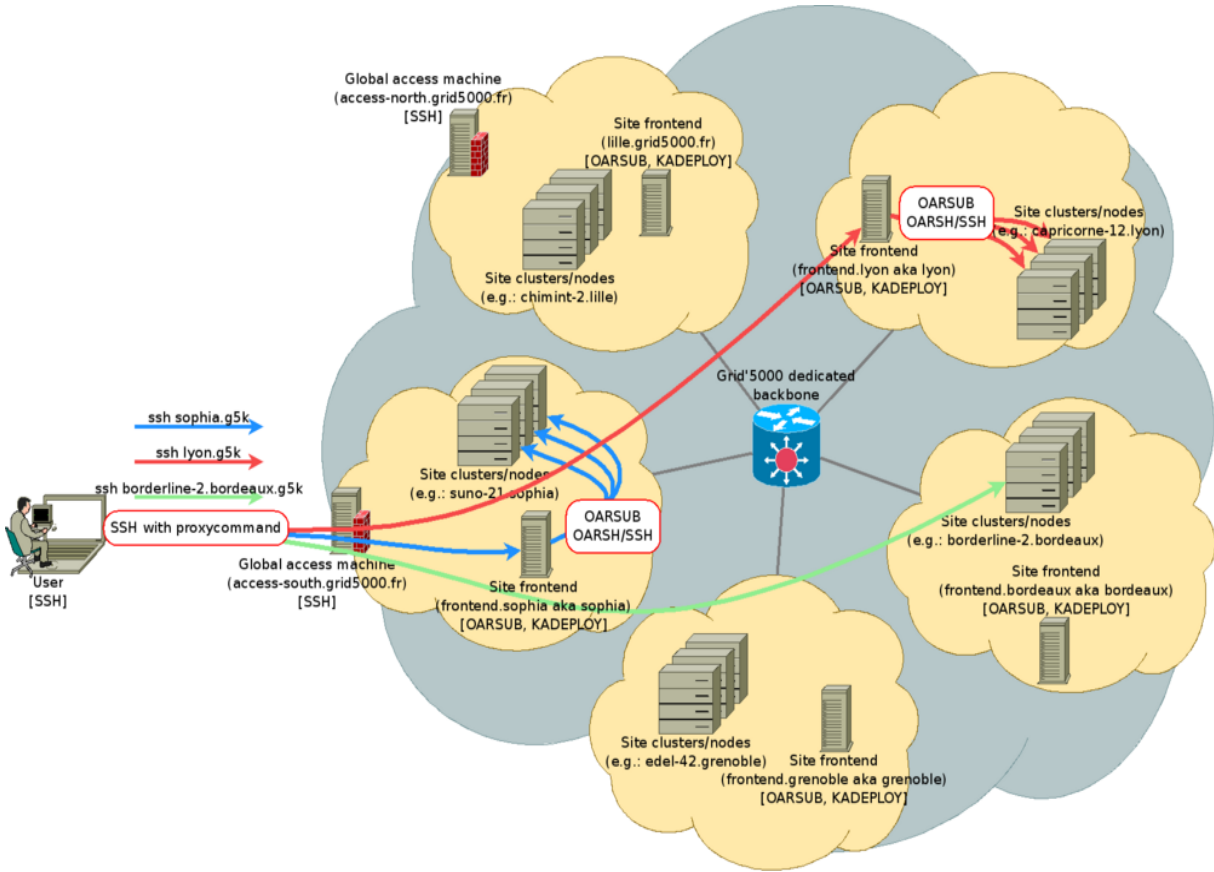 Global access machine
(access-north.grid5000.fr)
[SSH]
Site frontend
(lille.grid5000.fr)
[OARSUB, KADEPLOY]
Site clusters/nodes
(e.g.: chimint-2.lille)
OARSUB
OARSH/SSH
Site clusters/nodes
(e.g.: capricorne-12.lyon)
Site frontend
(frontend.lyon aka lyon)
[OARSUB, KADEPLOY]
Grid'5000 dedicated
backbone
ssh sophia.g5k
ssh lyon.g5k
ssh borderline-2.bordeaux.g5k
SSH with proxycommand
User
[SSH]
Global access machine
(access-south.grid5000.fr)
[SSH]
Site clusters/nodes
(e.g.: suno-21.sophia)
OARSUB
OARSH/SSH
Site frontend
(frontend.sophia aka sophia)
[OARSUB, KADEPLOY]
Site clusters/nodes
(e.g.: borderline-2.bordeaux)
Site frontend
(frontend.bordeaux aka bordeaux)
[OARSUB, KADEPLOY]
Site clusters/nodes
(e.g.: edel-42.grenoble)
Site frontend
(frontend.grenoble aka grenoble)
[OARSUB, KADEPLOY]